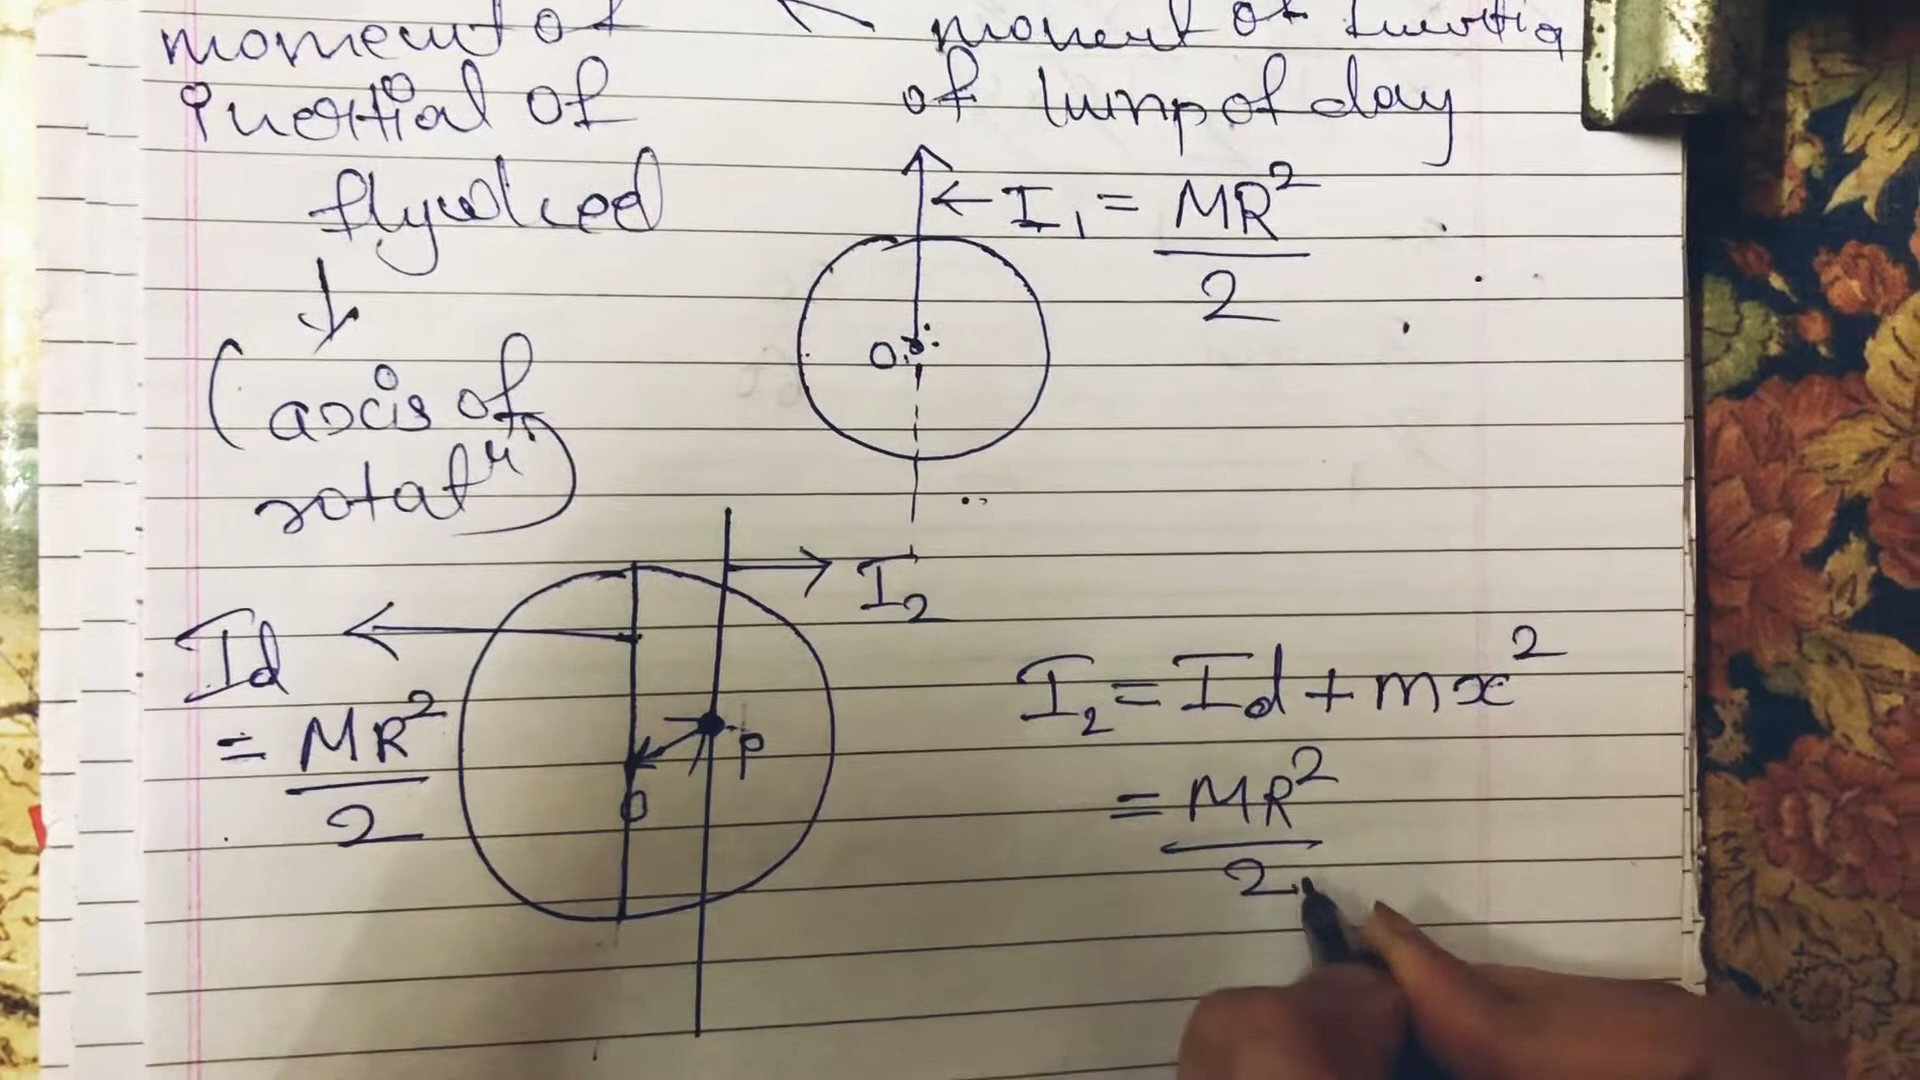 moment of
inertial of
flywheel
(axis of
rotatn)
moment of Inertia
of lump of clay
← I₁ = MR²
2
O
I₂
Id
= MR²
2
P
O
I₂ = Id + mx²
= MR²
2